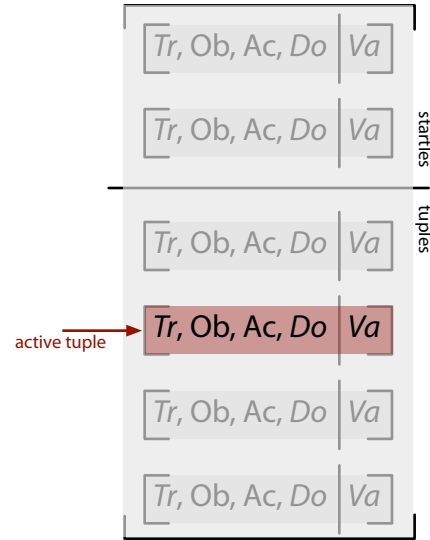 Tr, Ob, Ac, Do Va
Tr, Ob, Ac, Do Va
startles
tuples
Tr, Ob, Ac, Do Va
Tr, Ob, Ac, Do Va
active tuple
Tr, Ob, Ac, Do Va
Tr, Ob, Ac, Do Va